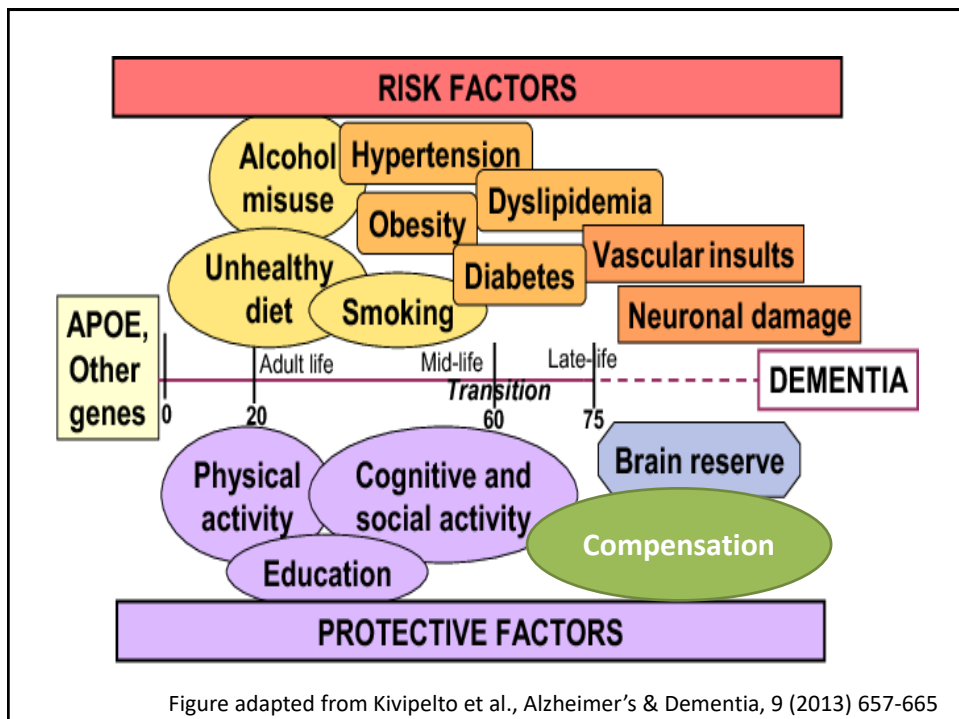 RISK FACTORS
Alcohol
misuse
Hypertension
Dyslipidemia
Obesity
Vascular insults
Unhealthy
diet
Diabetes
Smoking
Neuronal damage
APOE,
Other
genes
Adult life
Mid-life
Late-life
Transition
DEMENTIA
0
20
60
75
Physical
activity
Cognitive and
social activity
Brain reserve
Compensation
Education
PROTECTIVE FACTORS
Figure adapted from Kivipelto et al., Alzheimer’s & Dementia, 9 (2013) 657-665